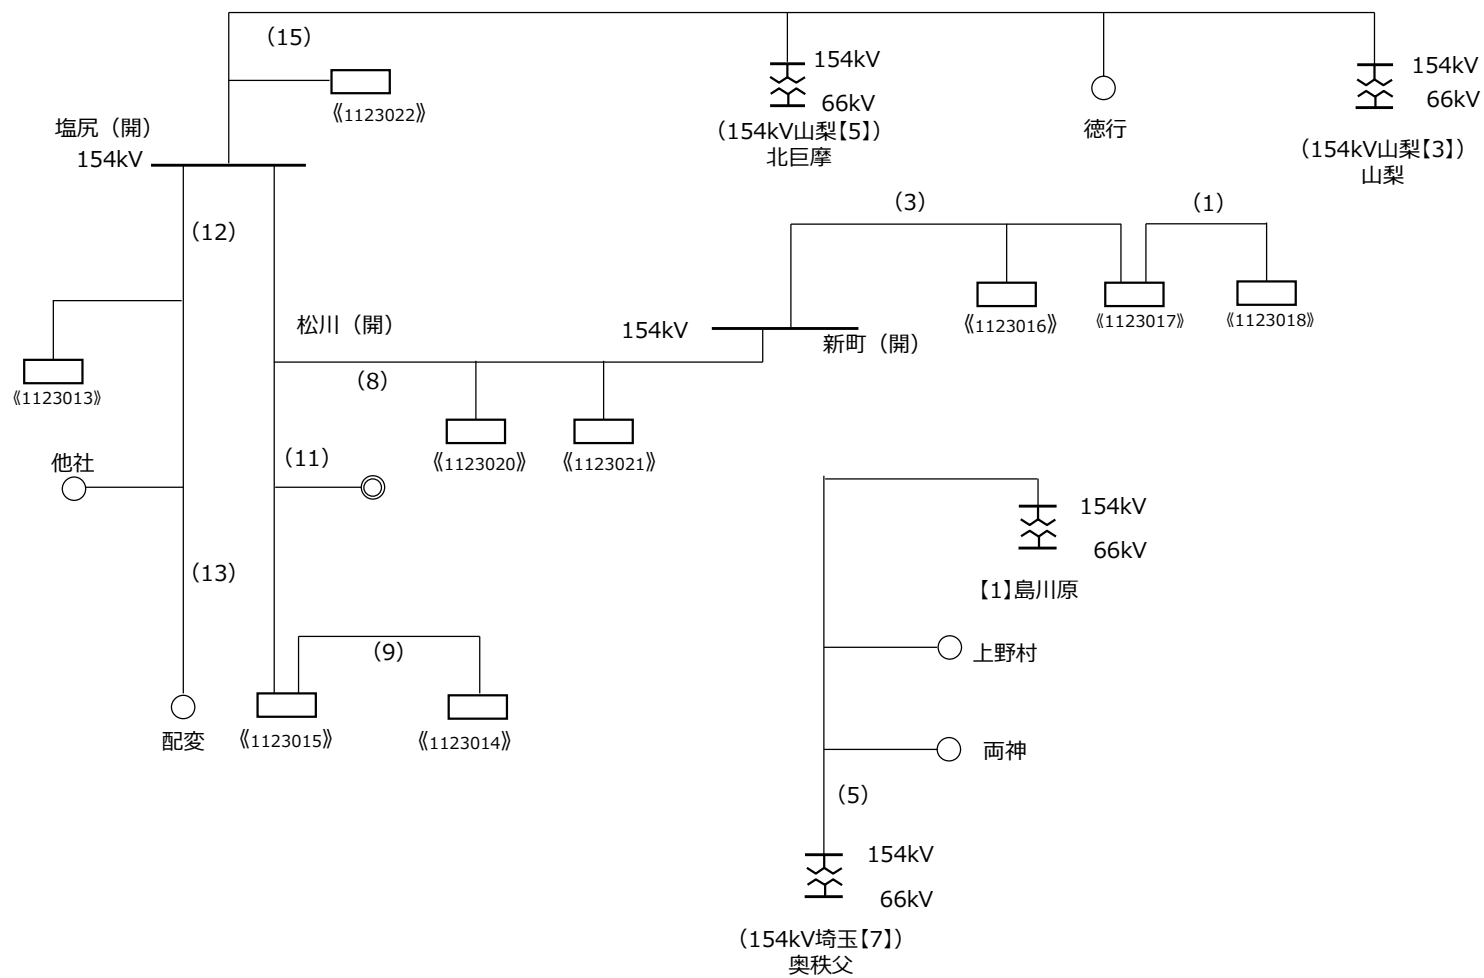 （15）
154kV
66kV
（154kV山梨【5】）
北巨摩
徳行
154kV
66kV
（154kV山梨【3】）
山梨
《1123022》
塩尻（開）
154kV
（12）
（3）
（1）
松川（開）
154kV
新町（開）
《1123016》
《1123017》
《1123018》
《1123013》
（8）
《1123020》
《1123021》
他社
（11）
（13）
（9）
配変
《1123015》
《1123014》
154kV
66kV
【1】島川原
上野村
両神
（5）
154kV
66kV
（154kV埼玉【7】）
奥秩父